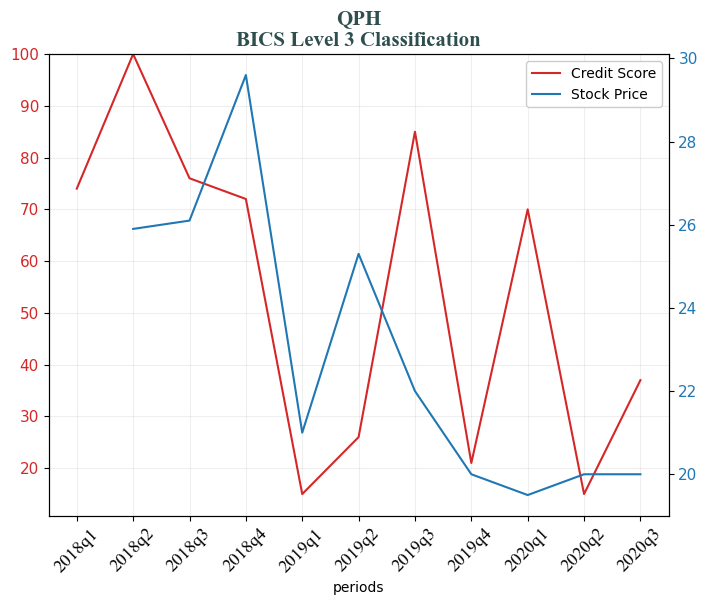 QPH
BICS Level 3 Classification
Credit Score
Stock Price
100
90
80
70
60
50
40
30
20
30
28
26
24
22
20
2018q1
2018q2
2018q3
2018q4
2019q1
2019q2
2019q3
2019q4
2020q1
2020q2
2020q3
periods